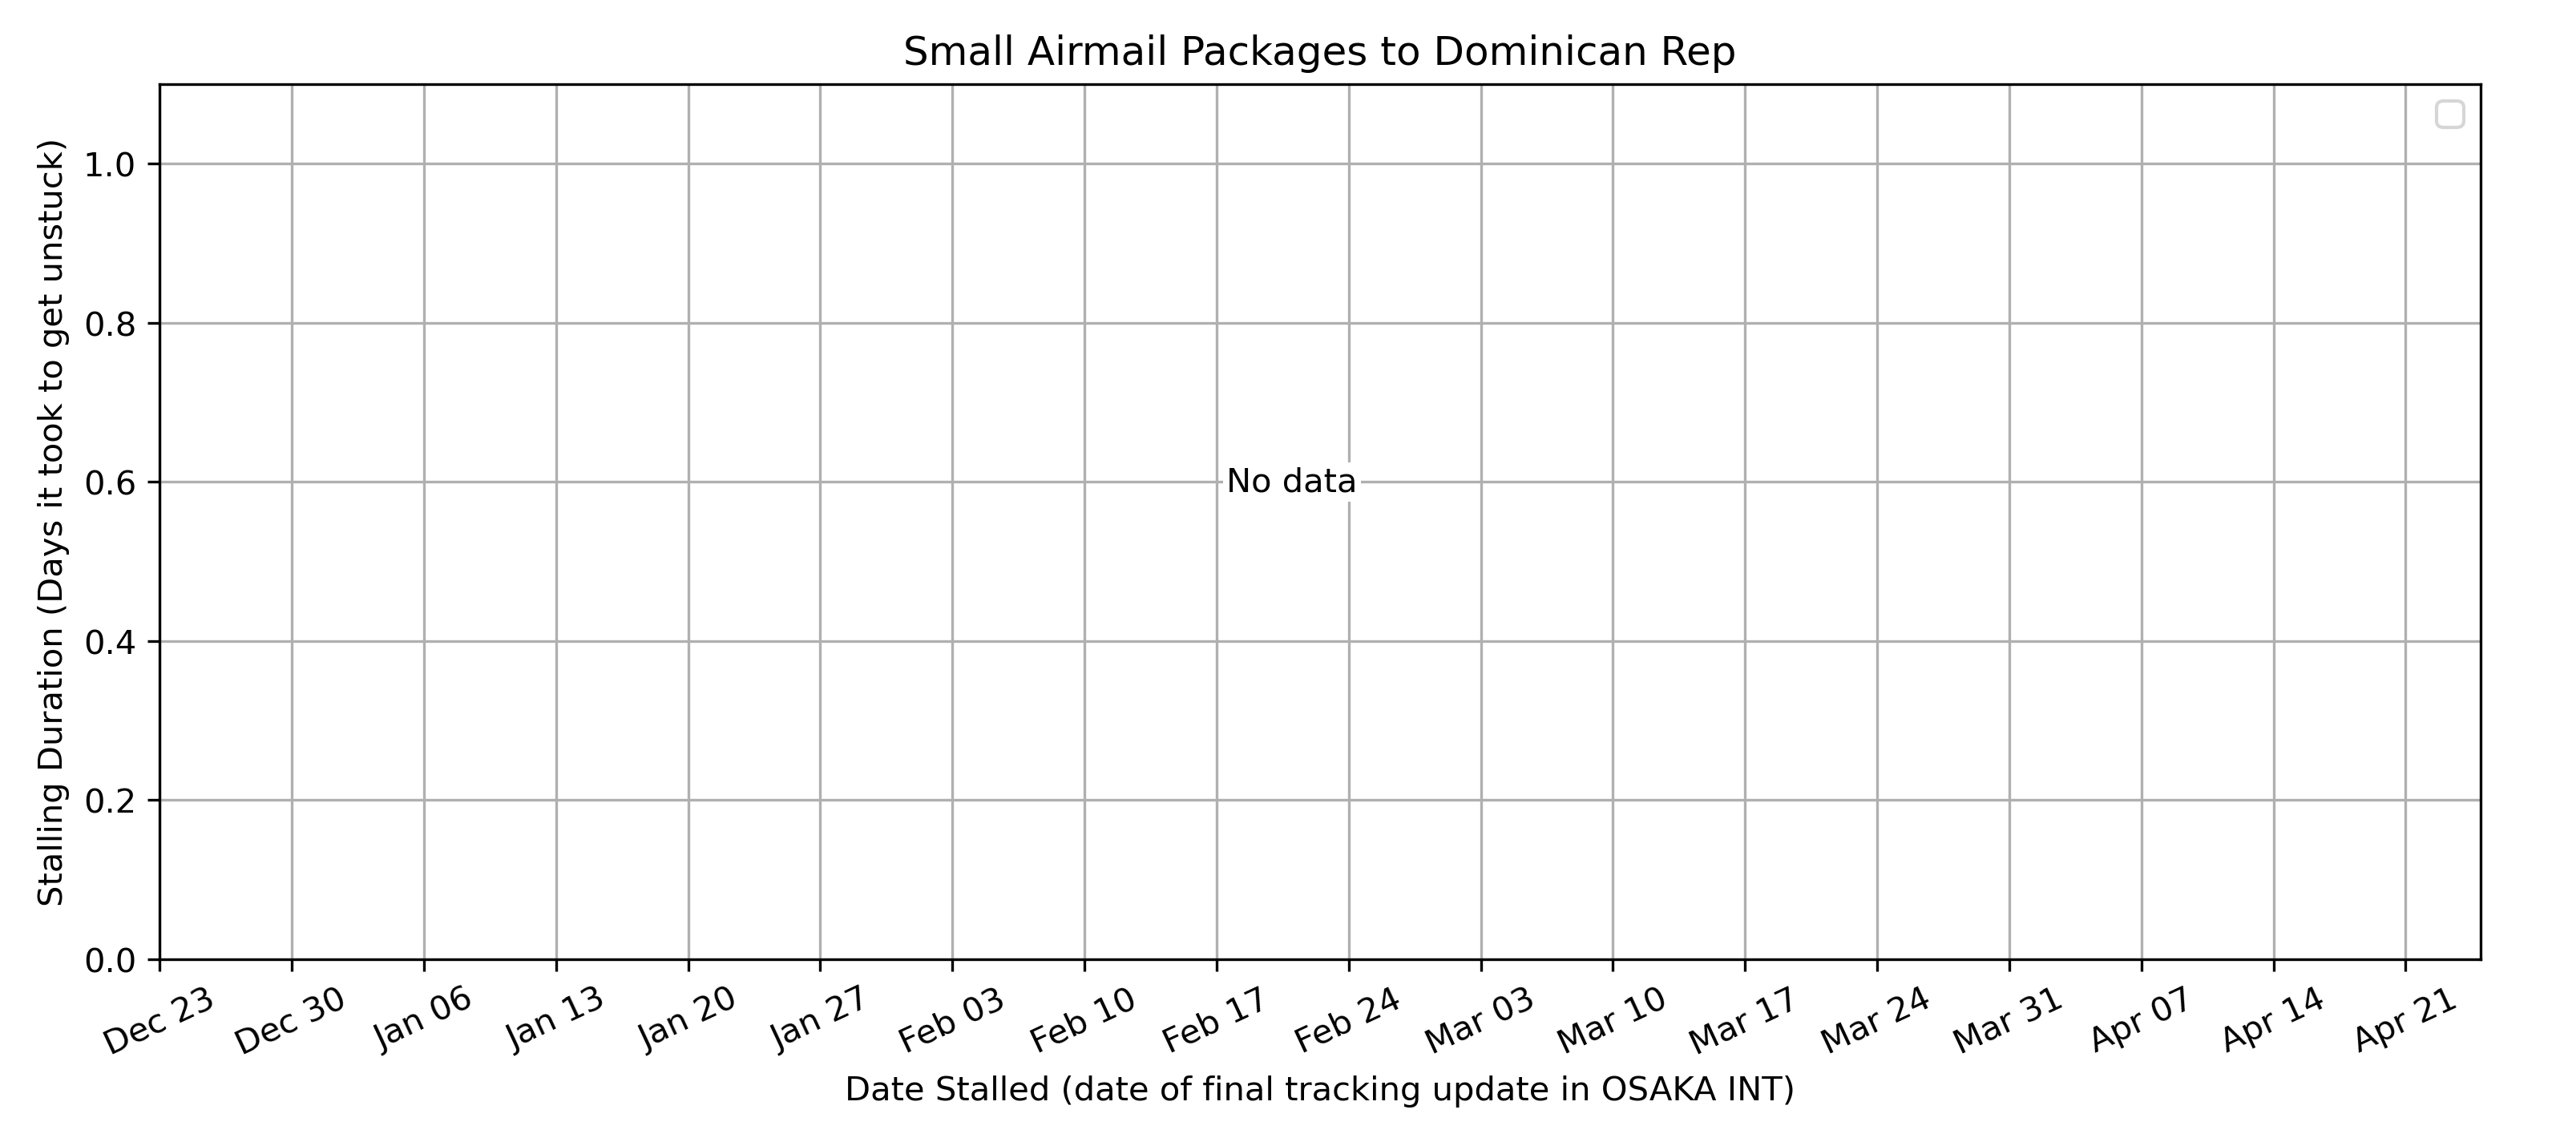 Small Airmail Packages to Dominican Rep
Stalling Duration (Days it took to get unstuck)
1.0
0.8
0.6
0.4
0.2
0.0
No data
Dec 23
Dec 30
Jan 06
Jan 13
Jan 20
Jan 27
Feb 03
Feb 10
Feb 17
Feb 24
Mar 03
Mar 10
Mar 17
Mar 24
Mar 31
Apr 07
Apr 14
Apr 21
Date Stalled (date of final tracking update in OSAKA INT)